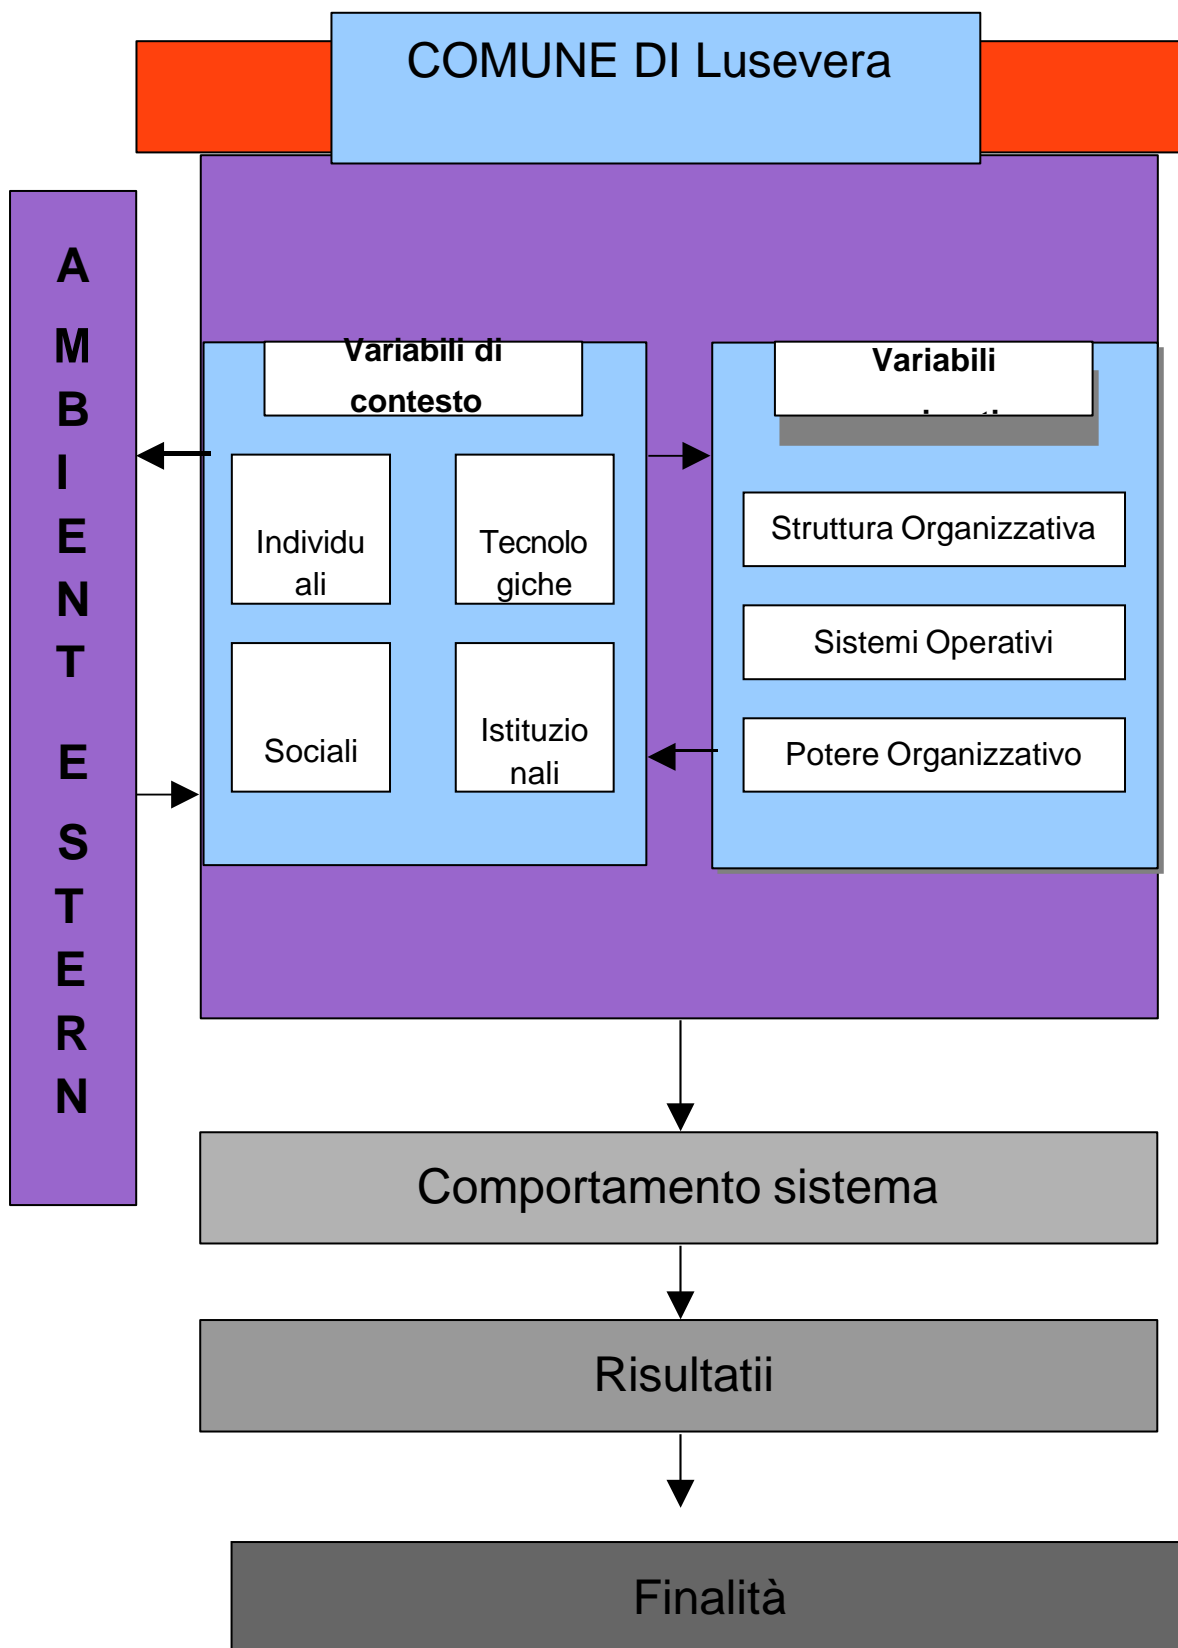 COMUNE DI Lusevera
A
M
B
I
E
N
T
E
S
T
E
R
N
Variabili di
contesto
Individu
ali
Tecnolo
giche
Sociali
Istituzio
nali
Variabili
Struttura Organizzativa
Sistemi Operativi
Potere Organizzativo
Comportamento sistema
Risultatii
Finalità